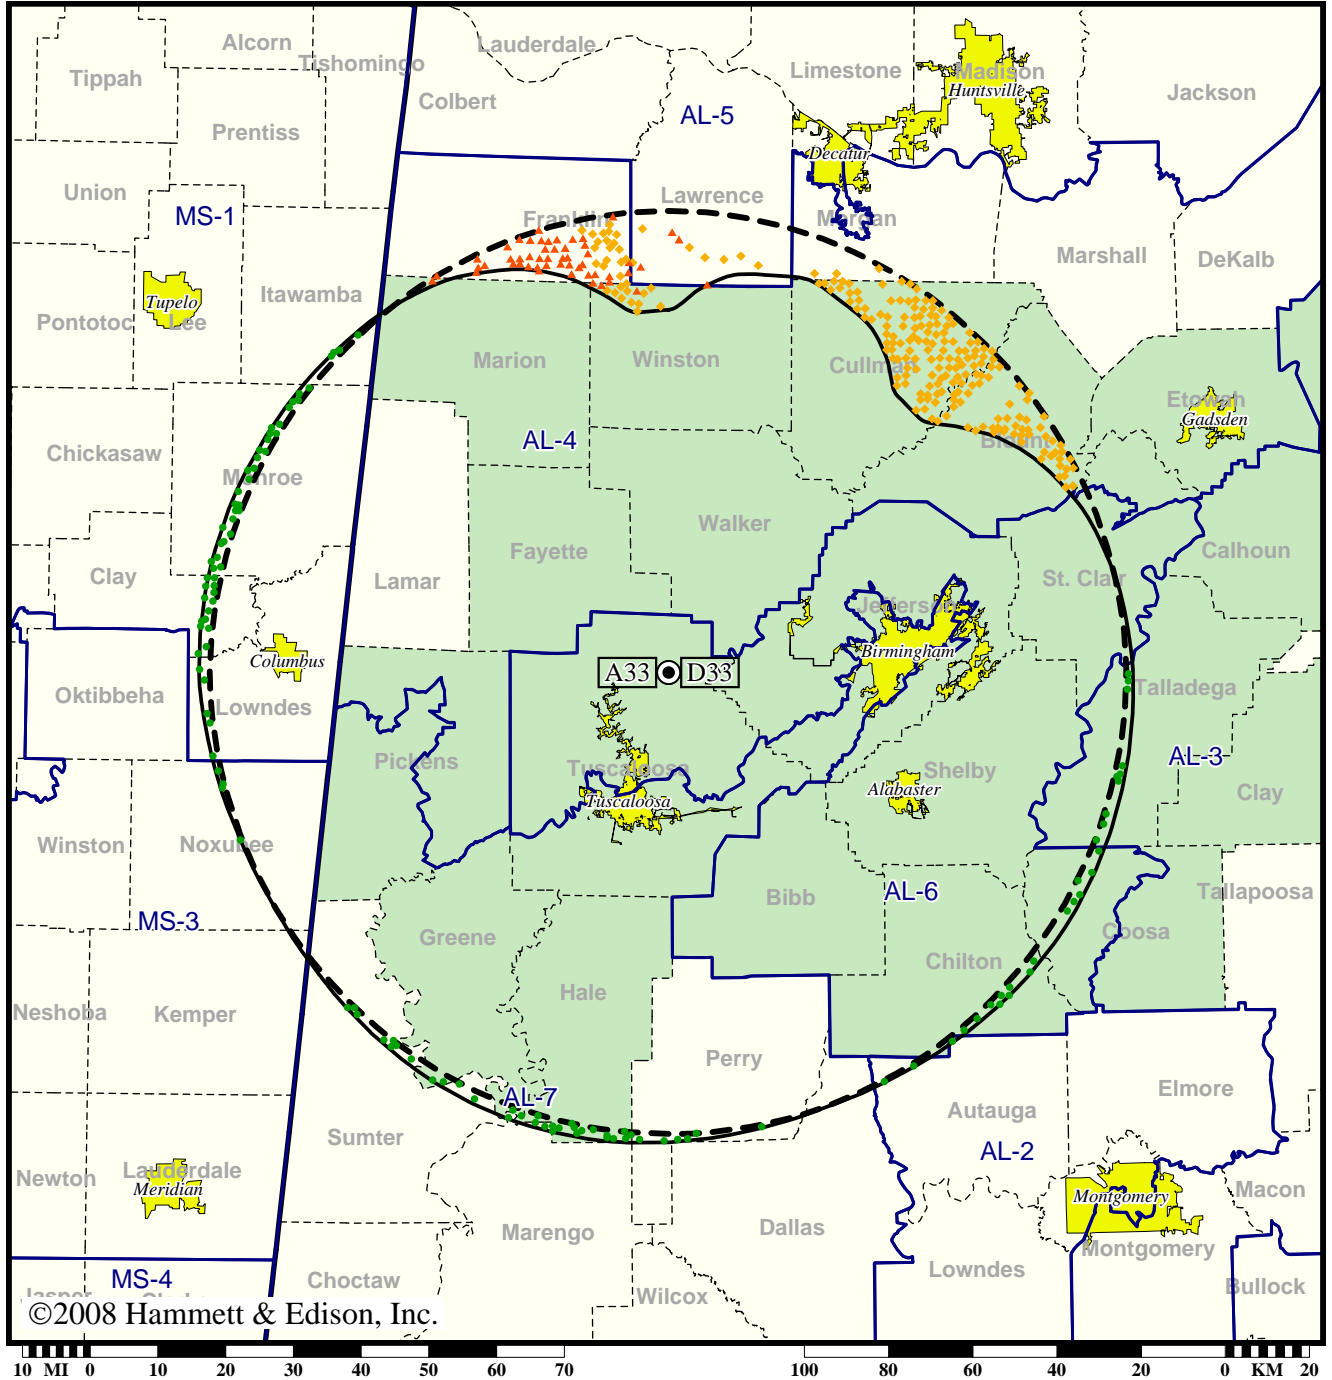 Alcorn
Lauderdale
Tippah
Tishomingo
Limestone
Madison
Huntsville
Jackson
Colbert
AL-5
Prentiss
Decatur
Union
Lawrence
MS-1
Franklin
Morgan
Marshall
DeKalb
Itawamba
Tupelo
Pontotoc
Lee
Marion
Winston
Cullman
Etowah
Gadsden
AL-4
Blount
Chickasaw
Monroe
Walker
Fayette
Calhoun
Clay
Lamar
St. Clair
Jefferson
Birmingham
Columbus
A33
D33
Oktibbeha
Lowndes
Talladega
Pickens
Tuscaloosa
Shelby
AL-3
Alabaster
Tuscaloosa
Clay
Winston
Noxubee
Bibb
AL-6
Tallapoosa
MS-3
Greene
Coosa
Chilton
Hale
Neshoba
Kemper
Perry
Elmore
AL-7
Autauga
Sumter
AL-2
Newton
Lauderdale
Meridian
Macon
Montgomery
Marengo
Dallas
Montgomery
Lowndes
MS-4
Choctaw
Bullock
Wilcox
Jasper
©2008 Hammett & Edison, Inc.
10 MI 0 10 20 30 40 50 60 70
100 80 60 40 20 0 KM 20